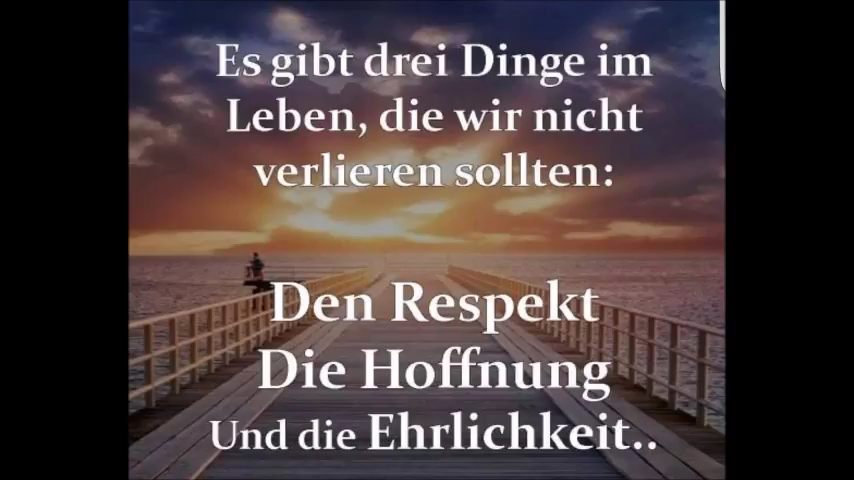 Es gibt drei Dinge im
Leben, die wir nicht
verlieren sollten:
Den Respekt
Die Hoffnung
Und die Ehrlichkeit..